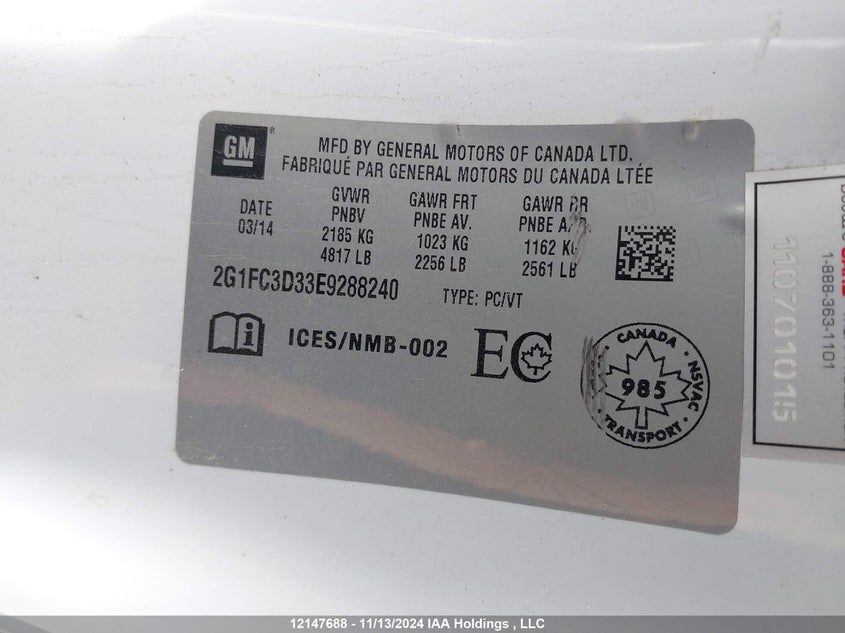 GM
MFD BY GENERAL MOTORS OF CANADA LTD.
FABRIQUÉ PAR GENERAL MOTORS DU CANADA LTÉE
DATE
03/14
GVWR
PNBV
2185 KG
4817 LB
GAWR FRT
PNBE AV.
1023 KG
2256 LB
GAWR RR
PNBE
1162 KG
2561 LB
2G1FC3D33E9288240
TYPE: PC/VT
ICES/NMB-002
EC
CANADA
985
NSVAC
TRANSPORT
1-888-363-1101
110701015
12147688 - 11/13/2024 IAA Holdings , LLC